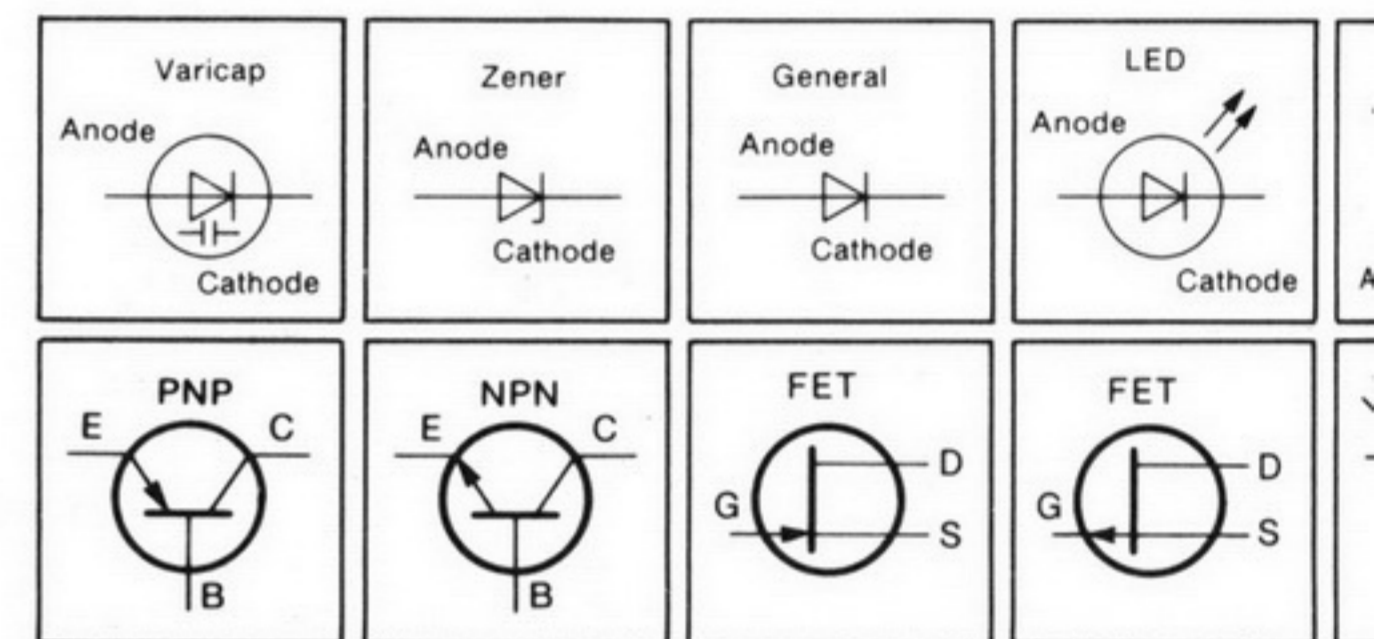 Varicap
Anode
Cathode
Zener
Anode
Cathode
General
Anode
Cathode
LED
Anode
Cathode
PNP
E
C
B
NPN
E
C
B
FET
D
G
S
FET
D
G
S